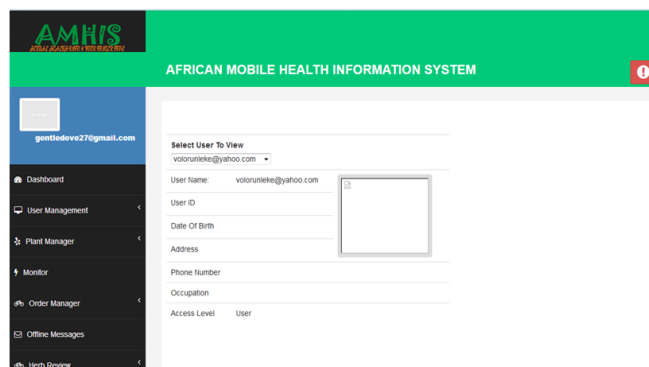 AMHIS
AFRICAN MOBILE HEALTH INFORMATION SYSTEM
gentledove27@gmail.com
Select User To View
volorunleke@yahoo.com
Dashboard
User Name: volorunleke@yahoo.com
User ID
User Management
Date Of Birth
Plant Manager
Address
Monitor
Phone Number
Occupation
Order Manager
Access Level User
Offline Messages
Herb Review